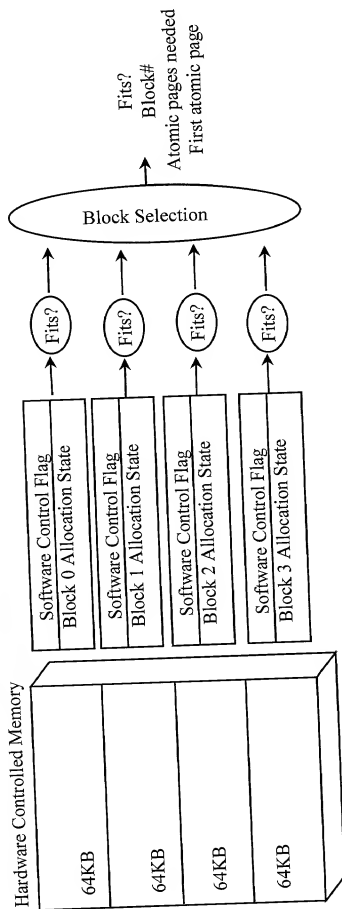 Hardware Controlled Memory
64KB
64KB
64KB
64KB
Software Control Flag
Block 0 Allocation State
Software Control Flag
Block 1 Allocation State
Software Control Flag
Block 2 Allocation State
Software Control Flag
Block 3 Allocation State
Fits?
Fits?
Fits?
Fits?
Block Selection
Fits?
Block#
Atomic pages needed
First atomic page